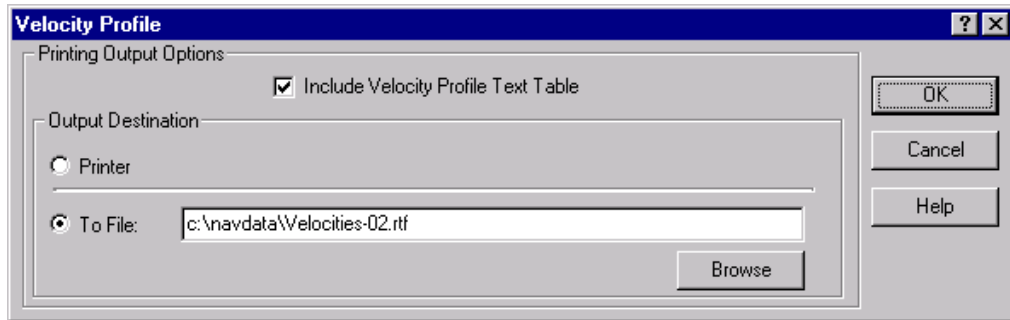 Velocity Profile
Printing Output Options
Include Velocity Profile Text Table
OK
Output Destination
Cancel
Printer
Help
To File: c:\navdata\Velocities-02.rtf
Browse